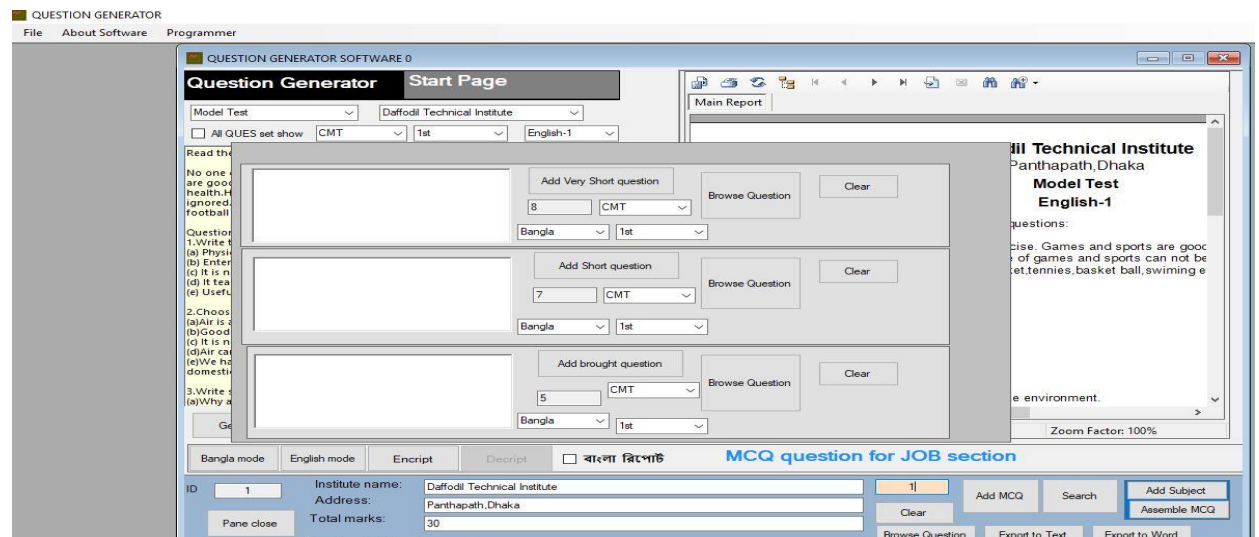 QUESTION GENERATOR
File About Software Programmer
QUESTION GENERATOR SOFTWARE 0
Question Generator Start Page
Model Test Daffodil Technical Institute
All QUES set show CMT 1st English-1
Main Report
Read the
No one
are good
health.H
ignored.
football
Question
1.Write t
(a) Physi
(b) Enter
(c) It is n
(d) It tea
(e) Usefu
2.Choos
(a)Air is a
(b)Good
(c) It is n
(d)Air car
(e)We ha
domesti
3.Write s
(a)Why a
Add Very Short question
Browse Question
Clear
8 CMT
Bangla 1st
Add Short question
Browse Question
Clear
7 CMT
Bangla 1st
Add brought question
Browse Question
Clear
5 CMT
Bangla 1st
dil Technical Institute
Panthapath,Dhaka
Model Test
English-1
questions:
cise. Games and sports are good
e of games and sports can not be
ket,tennies,basket ball,swiming e
e environment.
Ge
Zoom Factor: 100%
Bangla mode English mode Encript Decript বাংলা রিপোর্ট MCQ question for JOB section
ID 1 Institute name: Daffodil Technical Institute
Address: Panthapath,Dhaka
Pane close Total marks: 30
1 Add MCQ Search Add Subject
Clear Assemble MCQ
Browse Question Export to Text Export to Word